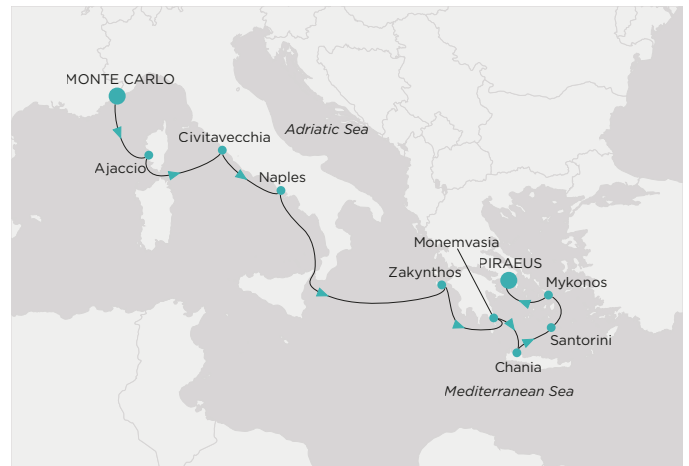 MONTE CARLO
Civitavecchia
Adriatic Sea
Ajaccio
Naples
Monemvasia
PIRAEUS
Zakynthos
Mykonos
Santorini
Chania
Mediterranean Sea